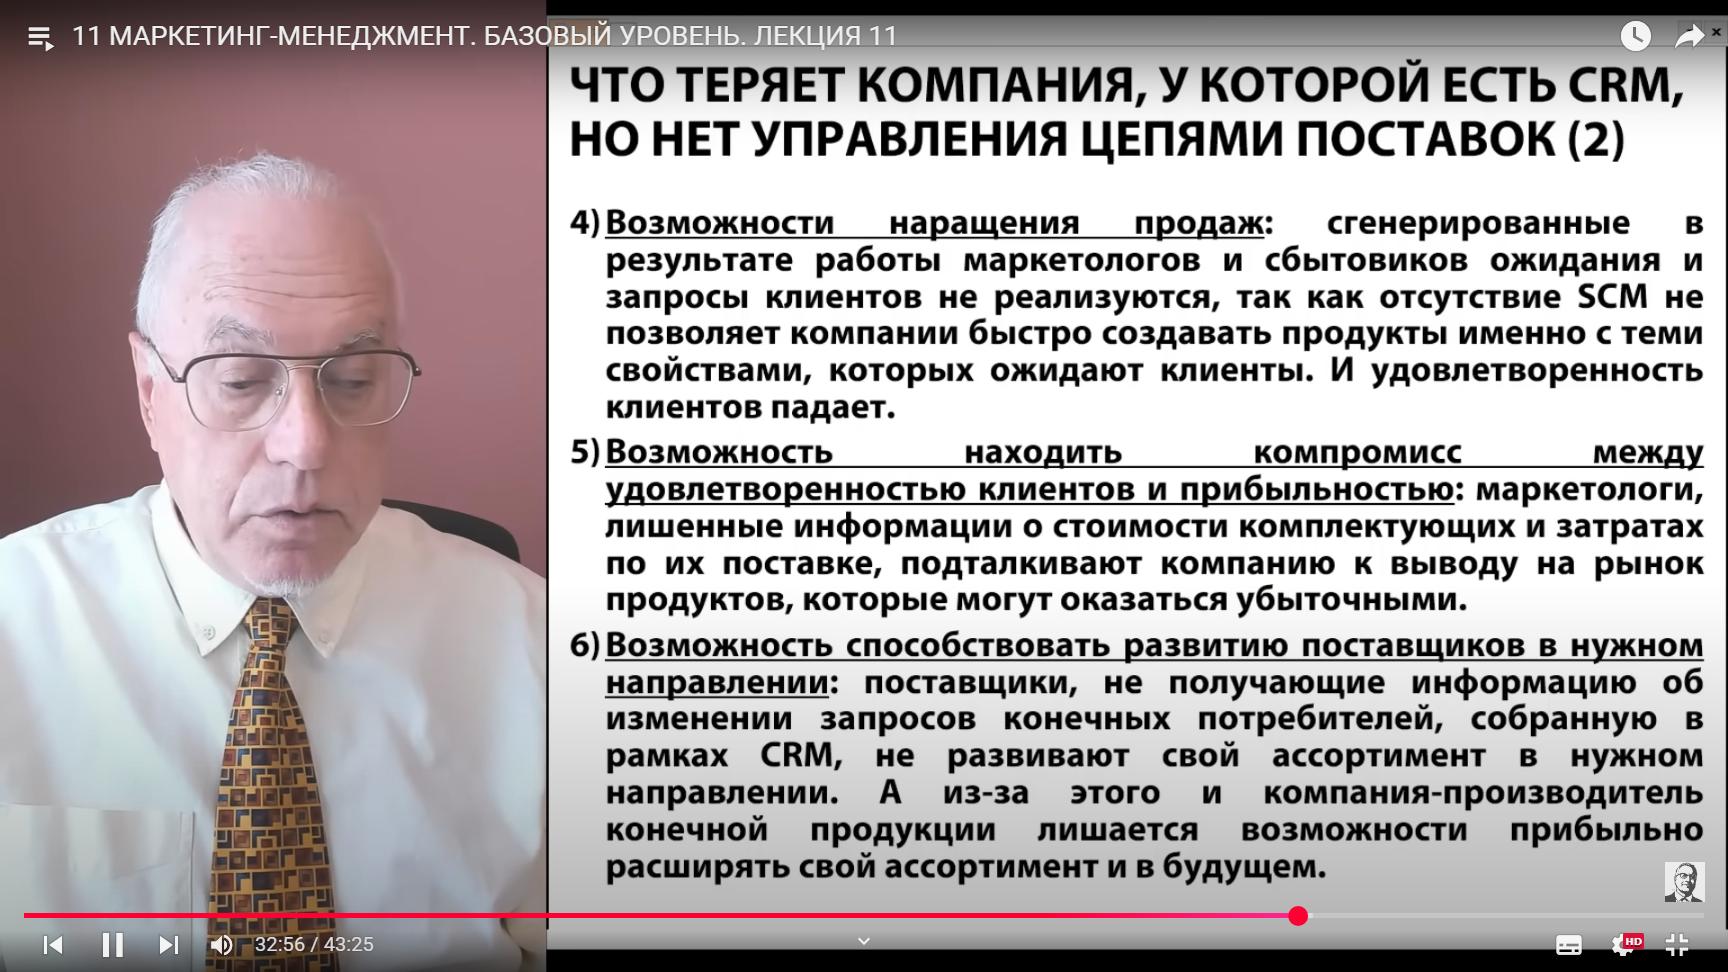 11 МАРКЕТИНГ-МЕНЕДЖМЕНТ. БАЗОВЫЙ УРОВЕНЬ. ЛЕКЦИЯ 11
ЧТО ТЕРЯЕТ КОМПАНИЯ, У КОТОРОЙ ЕСТЬ CRM,
НО НЕТ УПРАВЛЕНИЯ ЦЕПЯМИ ПОСТАВОК (2)
4) Возможности наращения продаж: сгенерированные в
результате работы маркетологов и сбытовиков ожидания и
запросы клиентов не реализуются, так как отсутствие SCM не
позволяет компании быстро создавать продукты именно с теми
свойствами, которых ожидают клиенты. И удовлетворенность
клиентов падает.
5) Возможность находить компромисс между
удовлетворенностью клиентов и прибыльностью: маркетологи,
лишенные информации о стоимости комплектующих и затратах
по их поставке, подталкивают компанию к выводу на рынок
продуктов, которые могут оказаться убыточными.
6) Возможность способствовать развитию поставщиков в нужном
направлении: поставщики, не получающие информацию об
изменении запросов конечных потребителей, собранную в
рамках CRM, не развивают свой ассортимент в нужном
направлении. А из-за этого и компания-производитель
конечной продукции лишается возможности прибыльно
расширять свой ассортимент и в будущем.
32:56 / 43:25
HD